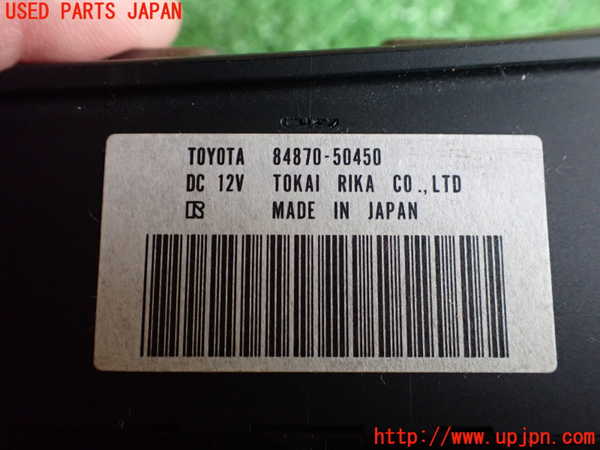 USED PARTS JAPAN
TOYOTA 84870-50450
DC 12V TOKAI RIKA CO.,LTD
MADE IN JAPAN
http://www.upjpn.com/